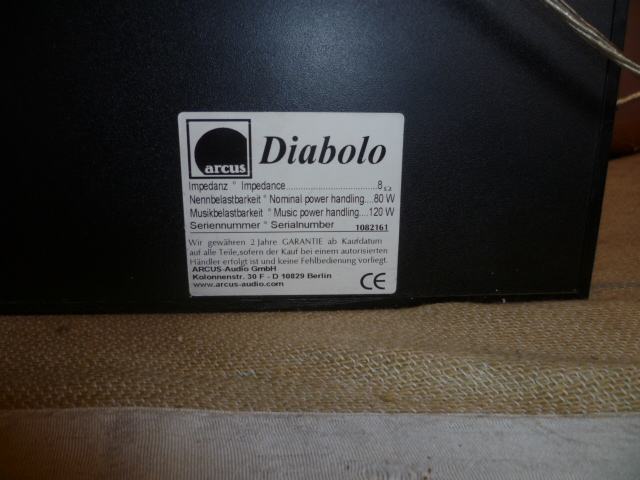 arcus
Diabolo
Impedanz ° Impedance..............................8 Ω
Nennbelastbarkeit ° Nominal power handling....80 W
Musikbelastbarkeit ° Music power handling....120 W
Seriennummer ° Serialnumber 1082161
Wir gewähren 2 Jahre GARANTIE ab Kaufdatum
auf alle Teile,sofern der Kauf bei einem autorisierten
Händler erfolgt ist und keine Fehlbedienung vorliegt.
ARCUS-Audio GmbH
Kolonnenstr. 30 F - D 10829 Berlin
www.arcus-audio.com
CE